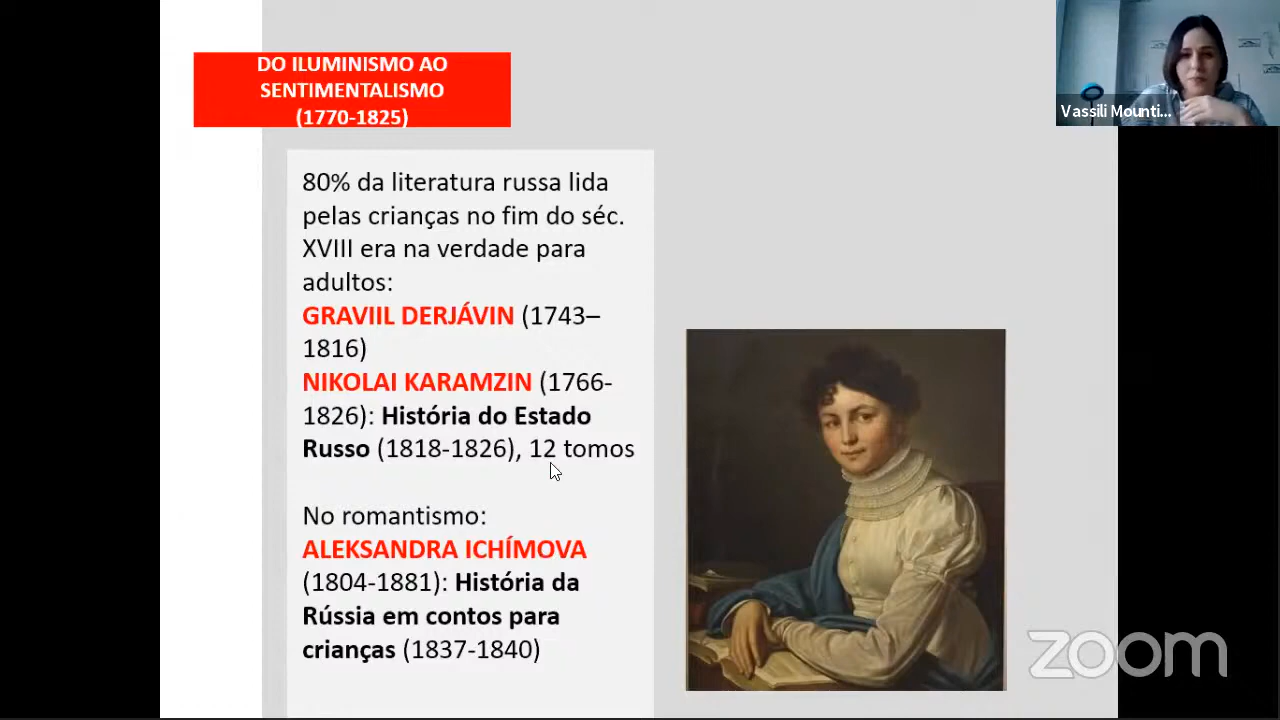 DO ILUMINISMO AO
SENTIMENTALISMO
(1770-1825)
Vassili Mounti...
80% da literatura russa lida
pelas crianças no fim do séc.
XVIII era na verdade para
adultos:
GRAVIIL DERJÁVIN (1743–
1816)
NIKOLAI KARAMZIN (1766-
1826): História do Estado
Russo (1818-1826), 12 tomos
No romantismo:
ALEKSANDRA ICHÍMOVA
(1804-1881): História da
Rússia em contos para
crianças (1837-1840)
zoom